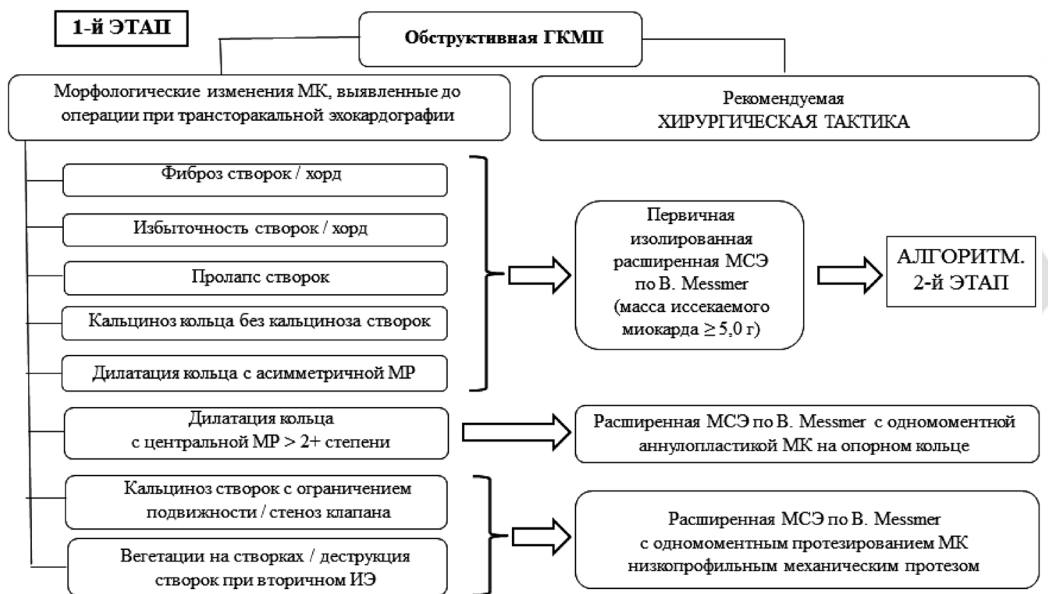 1-й ЭТАП
Обструктивная ГКМП
Морфологические изменения МК, выявленные до
операции при трансторакальной эхокардографии
Рекомендуемая
ХИРУРГИЧЕСКАЯ ТАКТИКА
Фиброз створок / хорд
Избыточность створок / хорд
Пролапс створок
Кальциноз кольца без кальциноза створок
Дилатация кольца с асимметричной МР
Первичная
изолированная
расширенная МСЭ
по B. Messmer
(масса иссекаемого
миокарда ≥ 5,0 г)
АЛГОРИТМ.
2-й ЭТАП
Дилатация кольца
с центральной МР > 2+ степени
Расширенная МСЭ по B. Messmer с одномоментной
аннулопластикой МК на опорном кольце
Кальциноз створок с ограничением
подвижности / стеноз клапана
Вегетации на створках / деструкция
створок при вторичном ИЭ
Расширенная МСЭ по B. Messmer
с одномоментным протезированием МК
низкопрофильным механическим протезом